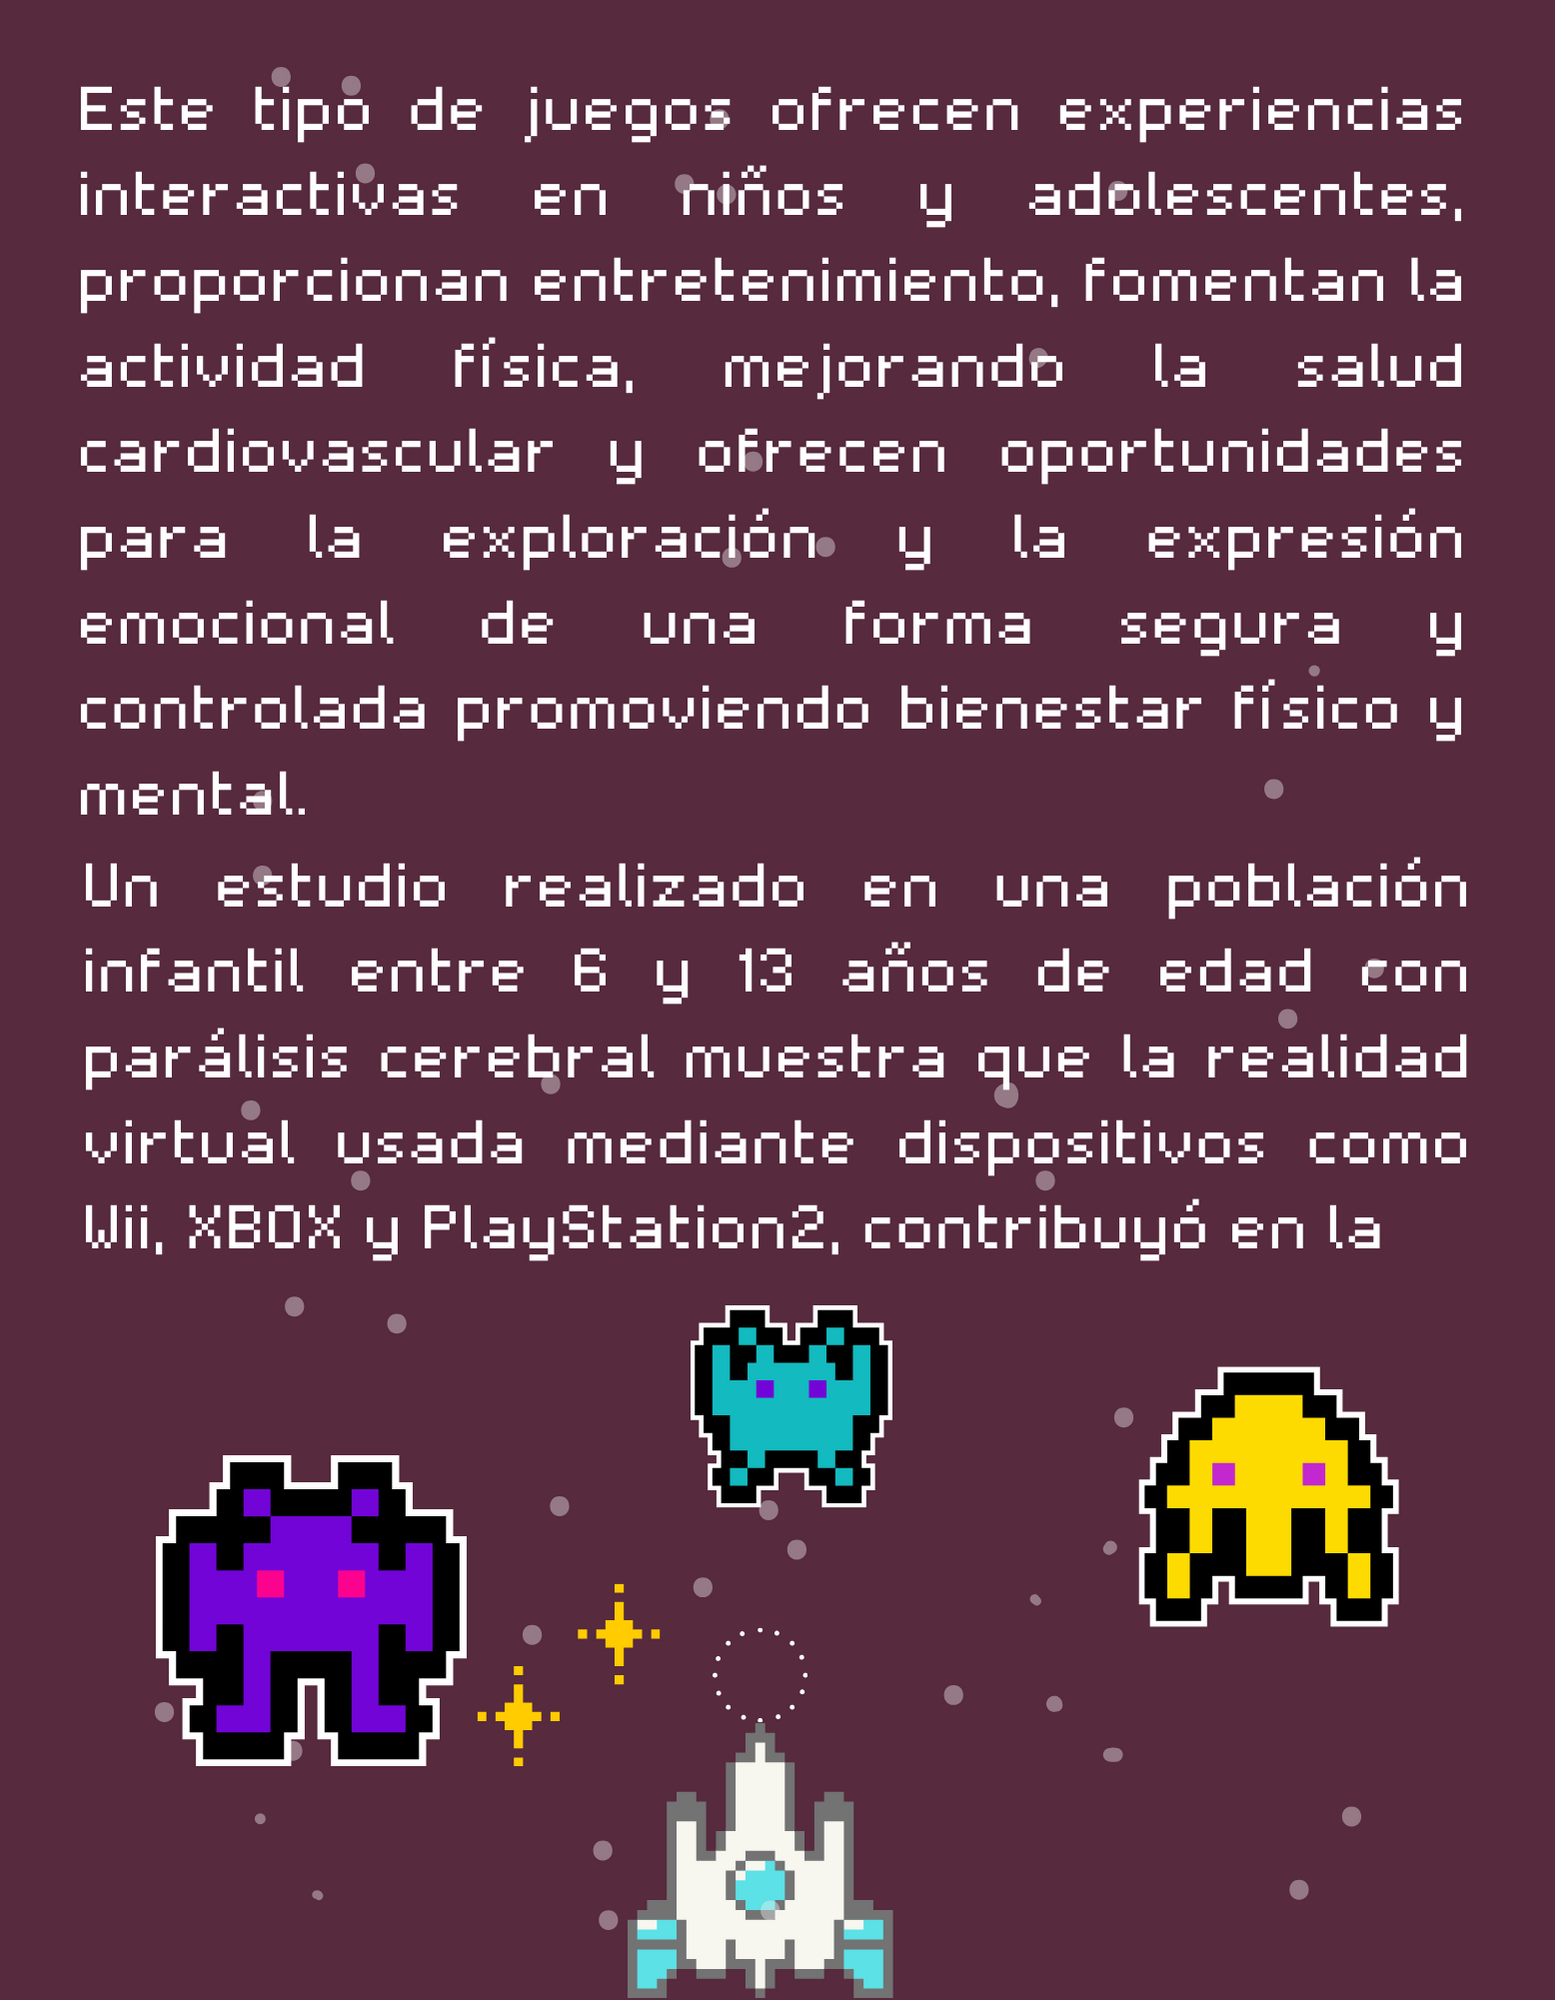 Este tipo de juegos ofrecen experiencias
interactivas en niños y adolescentes,
proporcionan entretenimiento, fomentan la
actividad física, mejorando la salud
cardiovascular y ofrecen oportunidades
para la exploración y la expresión
emocional de una forma segura y
controlada promoviendo bienestar físico y
mental.
Un estudio realizado en una población
infantil entre 6 y 13 años de edad con
parálisis cerebral muestra que la realidad
virtual usada mediante dispositivos como
Wii, XBOX y PlayStation2, contribuyó en la